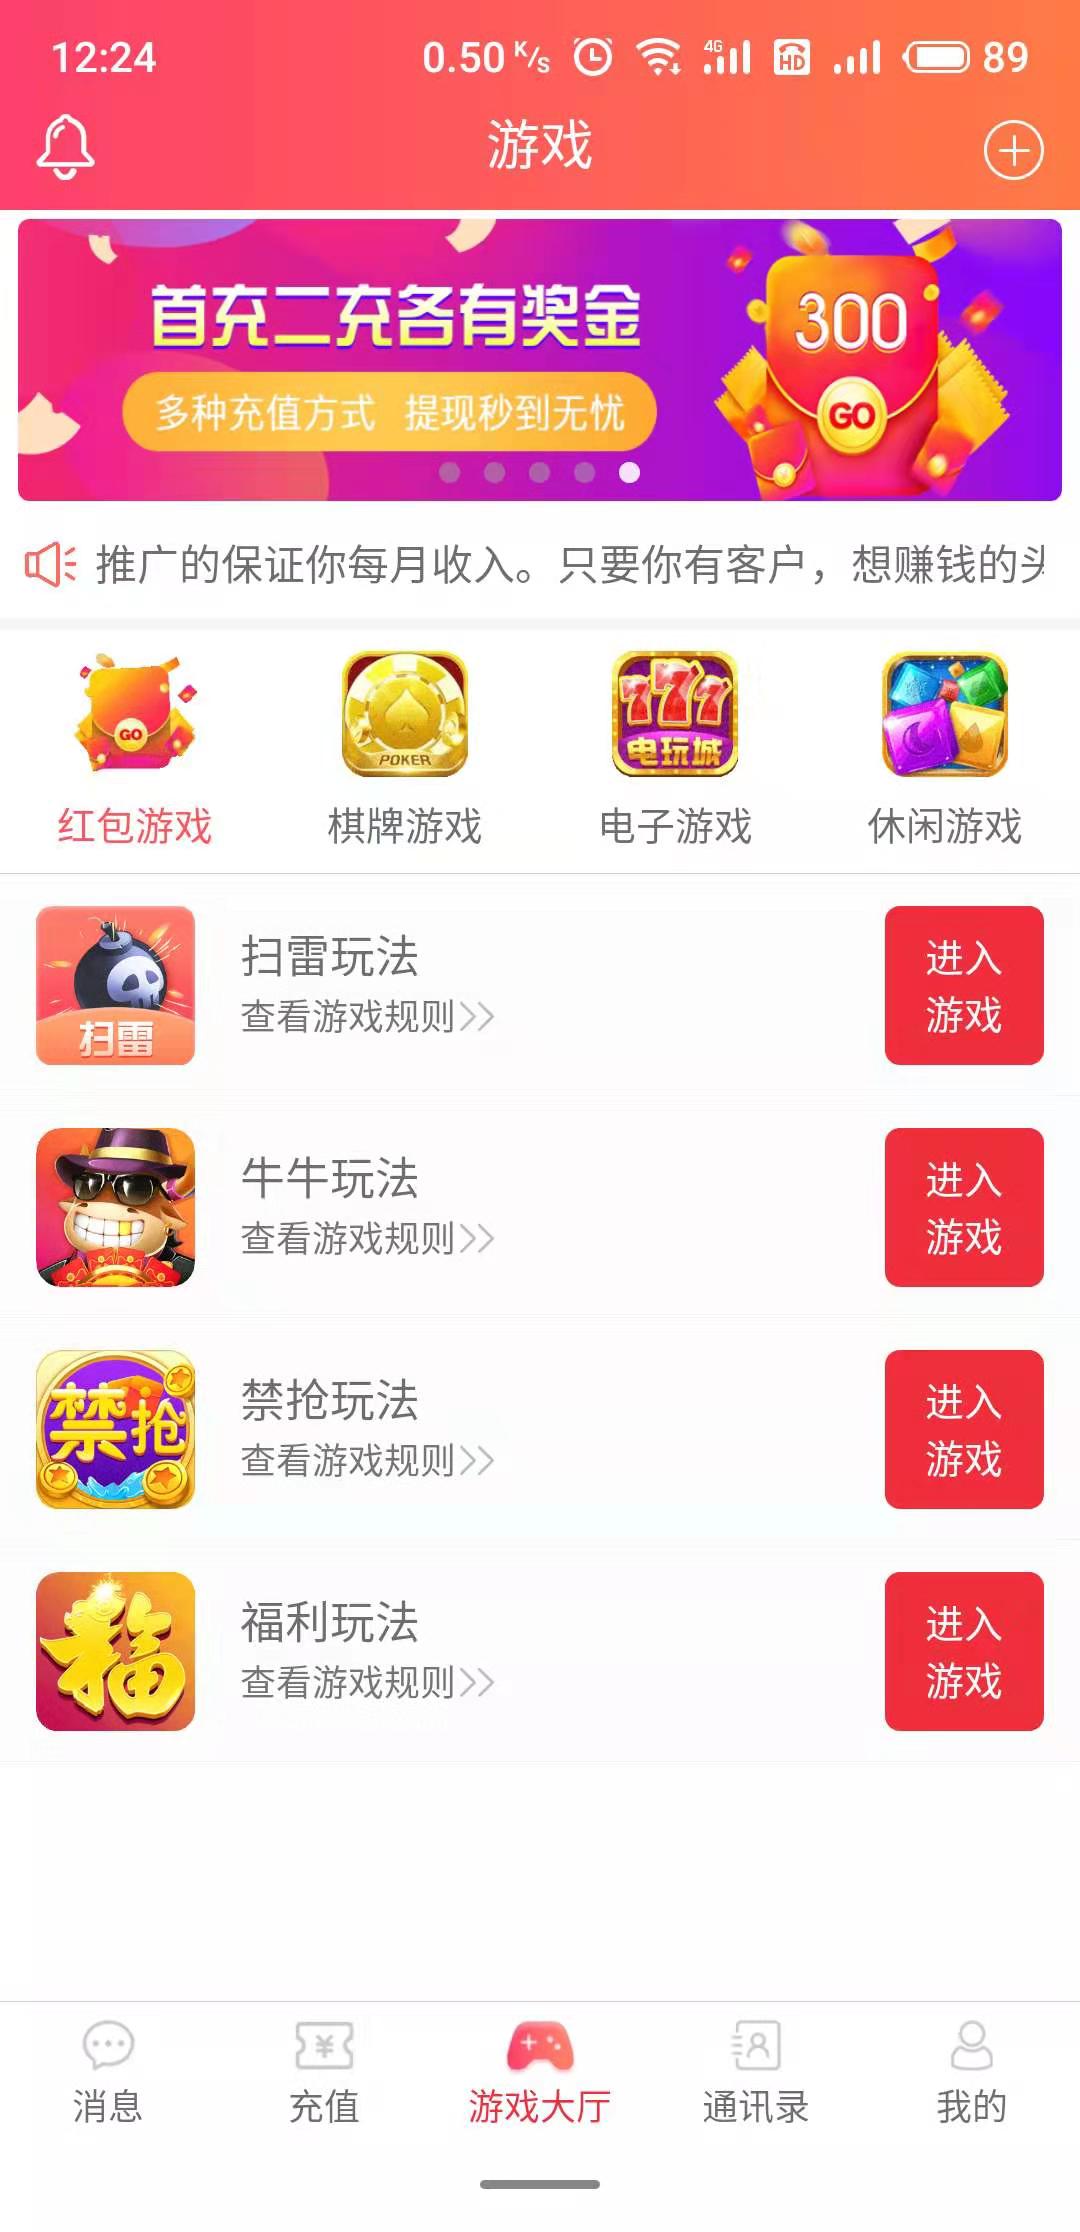 12:24
0.50 K/s 4G HD 89
游戏
首充二充各有奖金
多种充值方式 提现秒到无忧
300
GO
推广的保证你每月收入。只要你有客户，想赚钱的头
GO
POKER
777
电玩城
红包游戏
棋牌游戏
电子游戏
休闲游戏
扫雷
扫雷玩法
查看游戏规则>>
进入
游戏
牛牛玩法
查看游戏规则>>
进入
游戏
禁抢
禁抢玩法
查看游戏规则>>
进入
游戏
福
福利玩法
查看游戏规则>>
进入
游戏
¥
消息
充值
游戏大厅
通讯录
我的